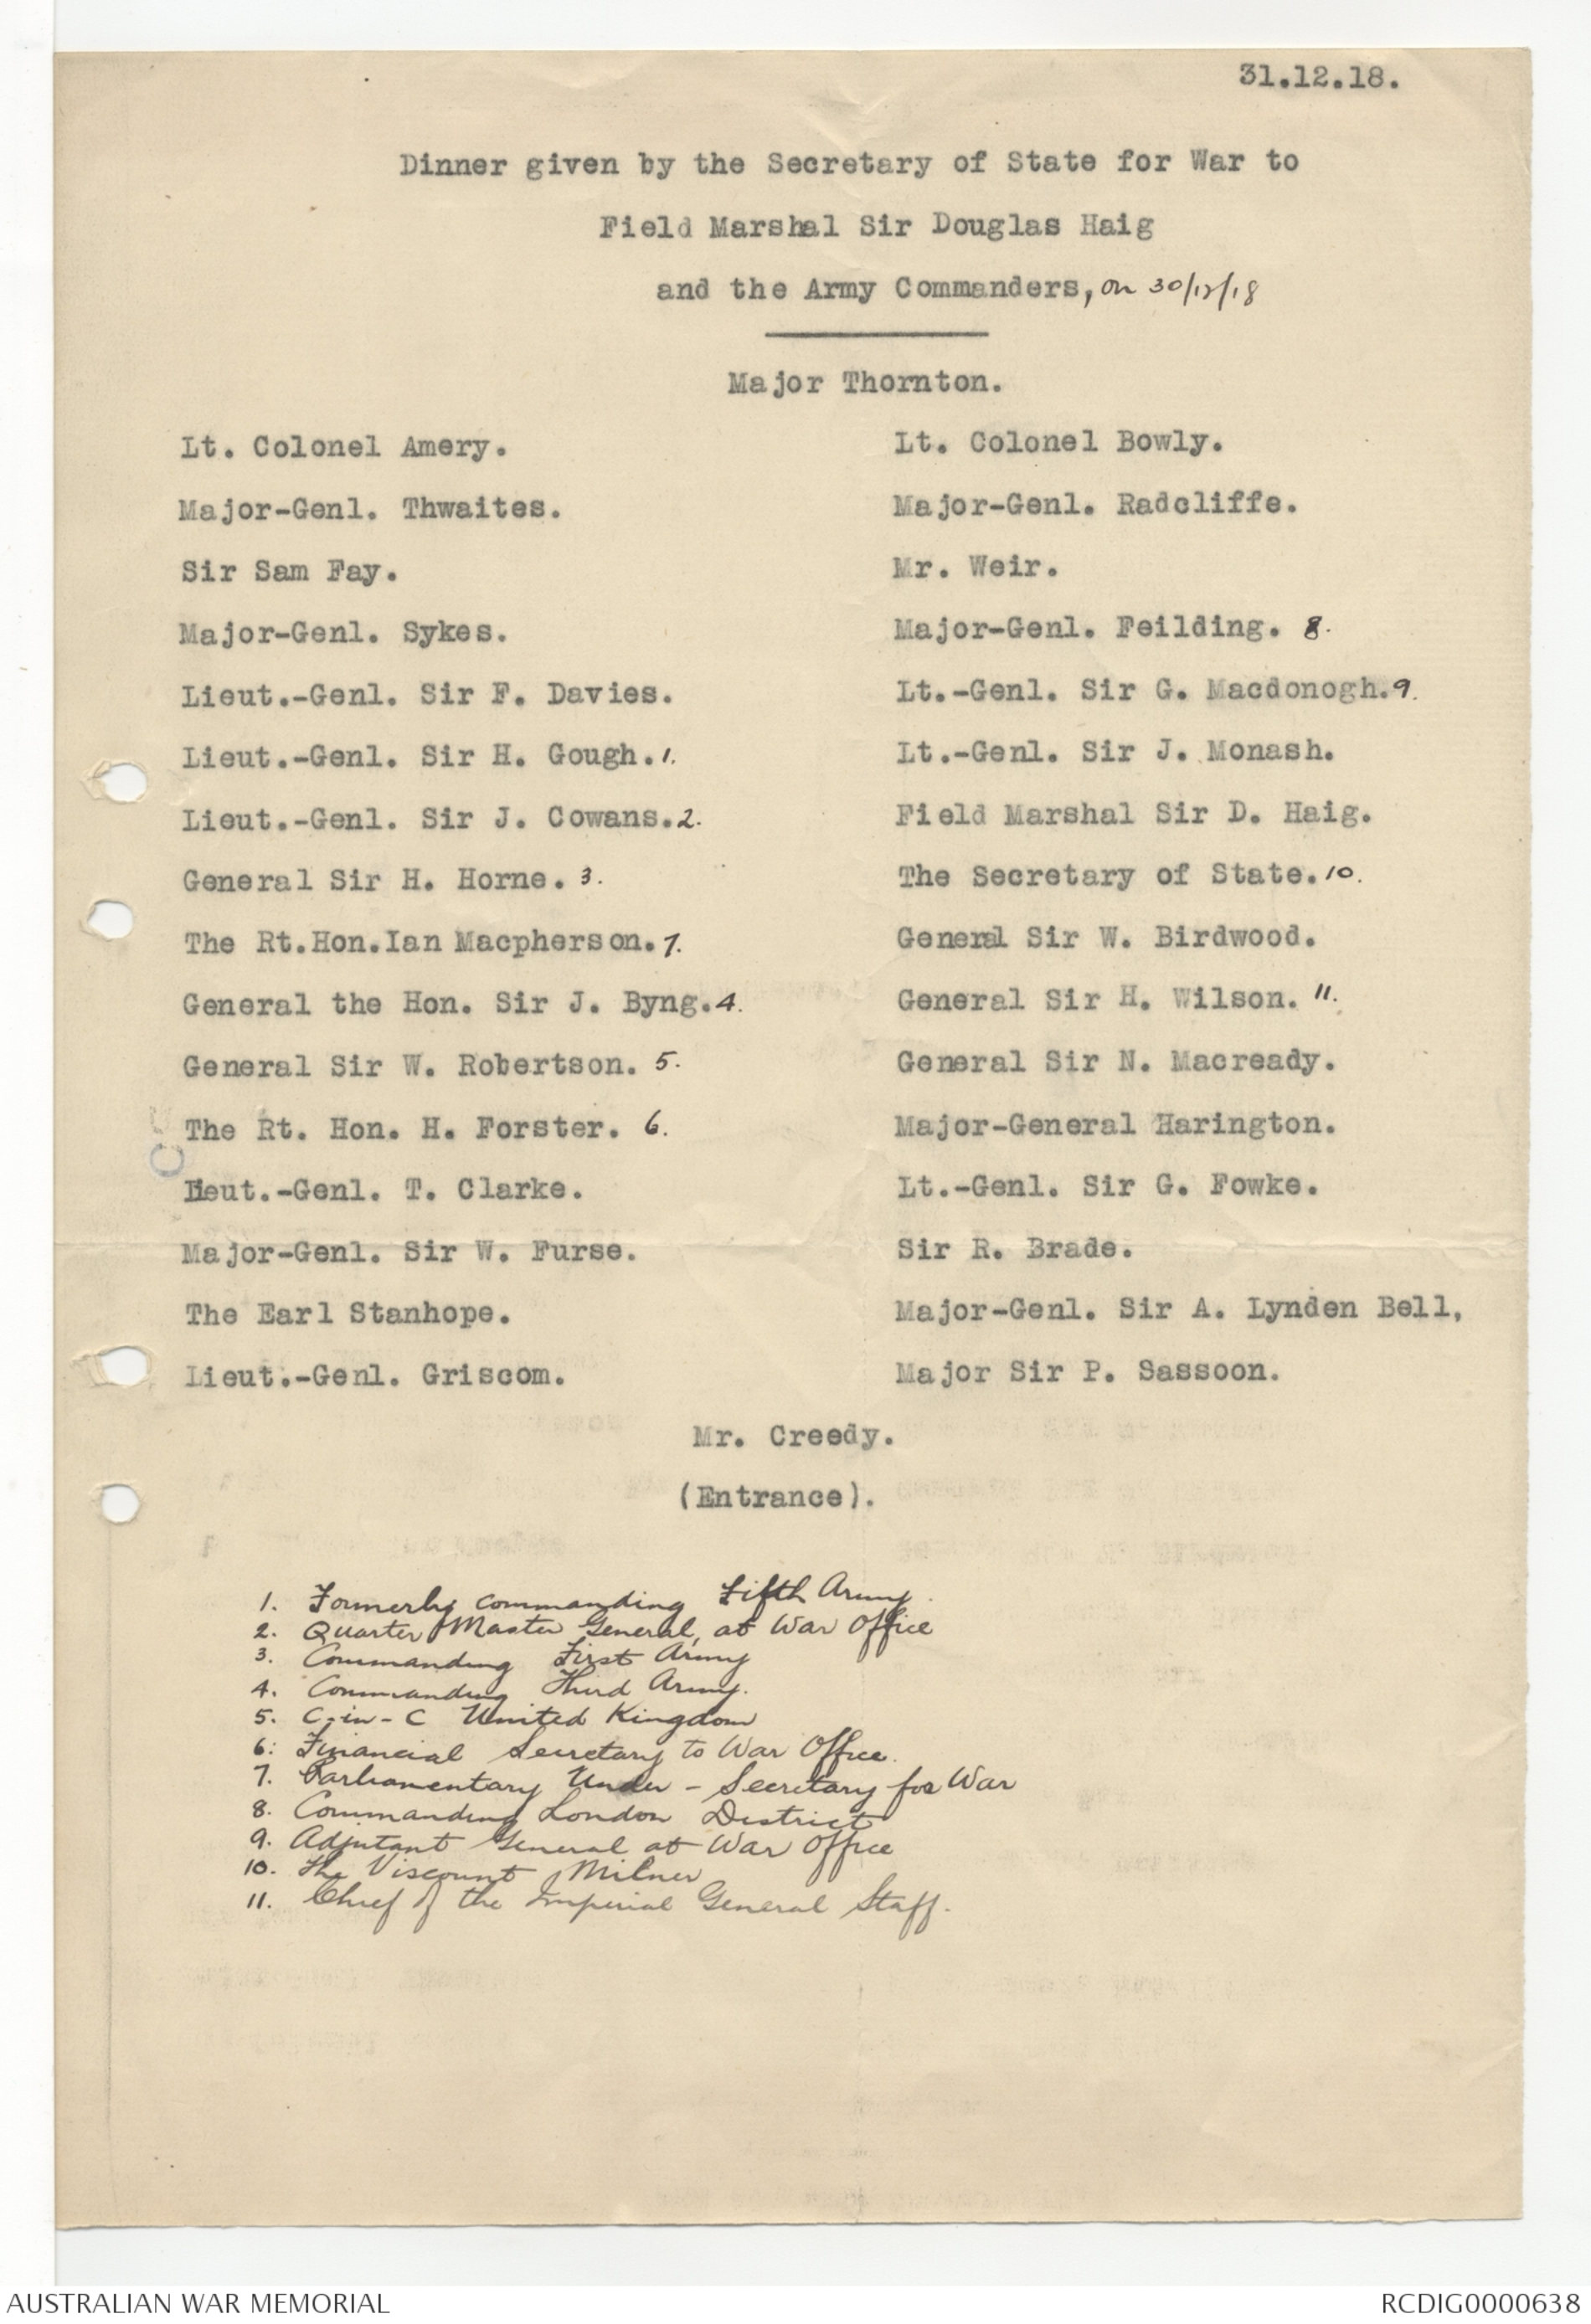 31.12.18.
Dinner given by the Secretary of State for War to
Field Marshal Sir Douglas Haig
and the Army Commanders, on 30/12/18
Major Thornton.
Lt. Colonel Amery.
Major-Genl. Thwaites.
Sir Sam Fay.
Major-Genl. Sykes.
Lieut.-Genl. Sir F. Davies.
Lieut.-Genl. Sir H. Gough. 1.
Lieut.-Genl. Sir J. Cowans. 2.
General Sir H. Horne. 3.
The Rt.Hon.Ian Macpherson. 7.
General the Hon. Sir J. Byng. 4.
General Sir W. Robertson. 5.
The Rt. Hon. H. Forster. 6.
Lieut.-Genl. T. Clarke.
Major-Genl. Sir W. Furse.
The Earl Stanhope.
Lieut.-Genl. Griscom.
Lt. Colonel Bowly.
Major-Genl. Radcliffe.
Mr. Weir.
Major-Genl. Feilding. 8.
Lt.-Genl. Sir G. Macdonogh. 9.
Lt.-Genl. Sir J. Monash.
Field Marshal Sir D. Haig.
The Secretary of State. 10.
General Sir W. Birdwood.
General Sir H. Wilson. 11.
General Sir N. Macready.
Major-General Harington.
Lt.-Genl. Sir G. Fowke.
Sir R. Brade.
Major-Genl. Sir A. Lynden Bell,
Major Sir P. Sassoon.
Mr. Creedy.
(Entrance).
1. Formerly commanding Fifth Army.
2. Quarter Master General, at War Office
3. Commanding First Army
4. Commanding Third Army.
5. C-in-C United Kingdom
6. Financial Secretary to War Office.
7. Parliamentary Under-Secretary for War
8. Commanding London District
9. Adjutant General at War Office
10. The Viscount Milner
11. Chief of the Imperial General Staff.
AUSTRALIAN WAR MEMORIAL
RCDIG0000638